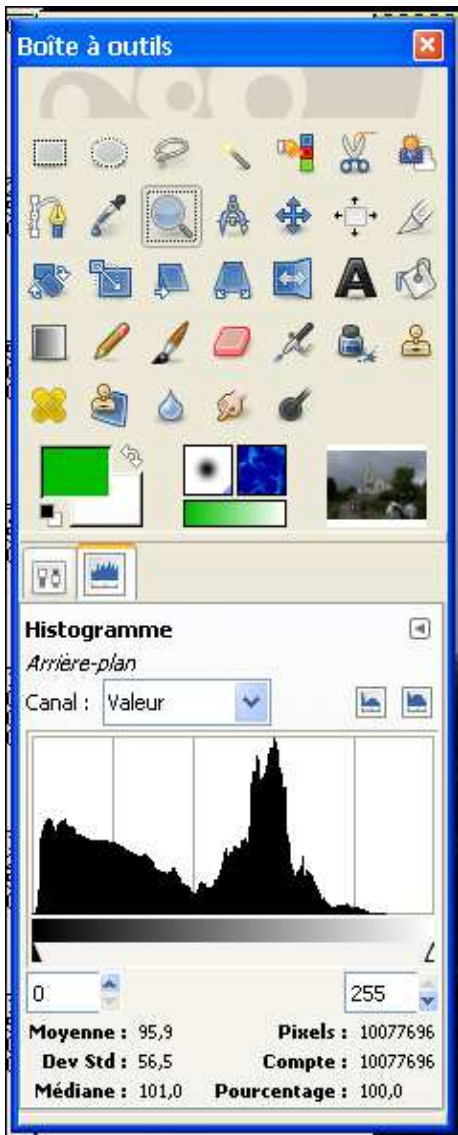 Boîte à outils
Histogramme
Arrière-plan
Canal : Valeur
0 255
Moyenne : 95,9 Pixels : 10077696
Dev Std : 56,5 Compte : 10077696
Médiane : 101,0 Pourcentage : 100,0